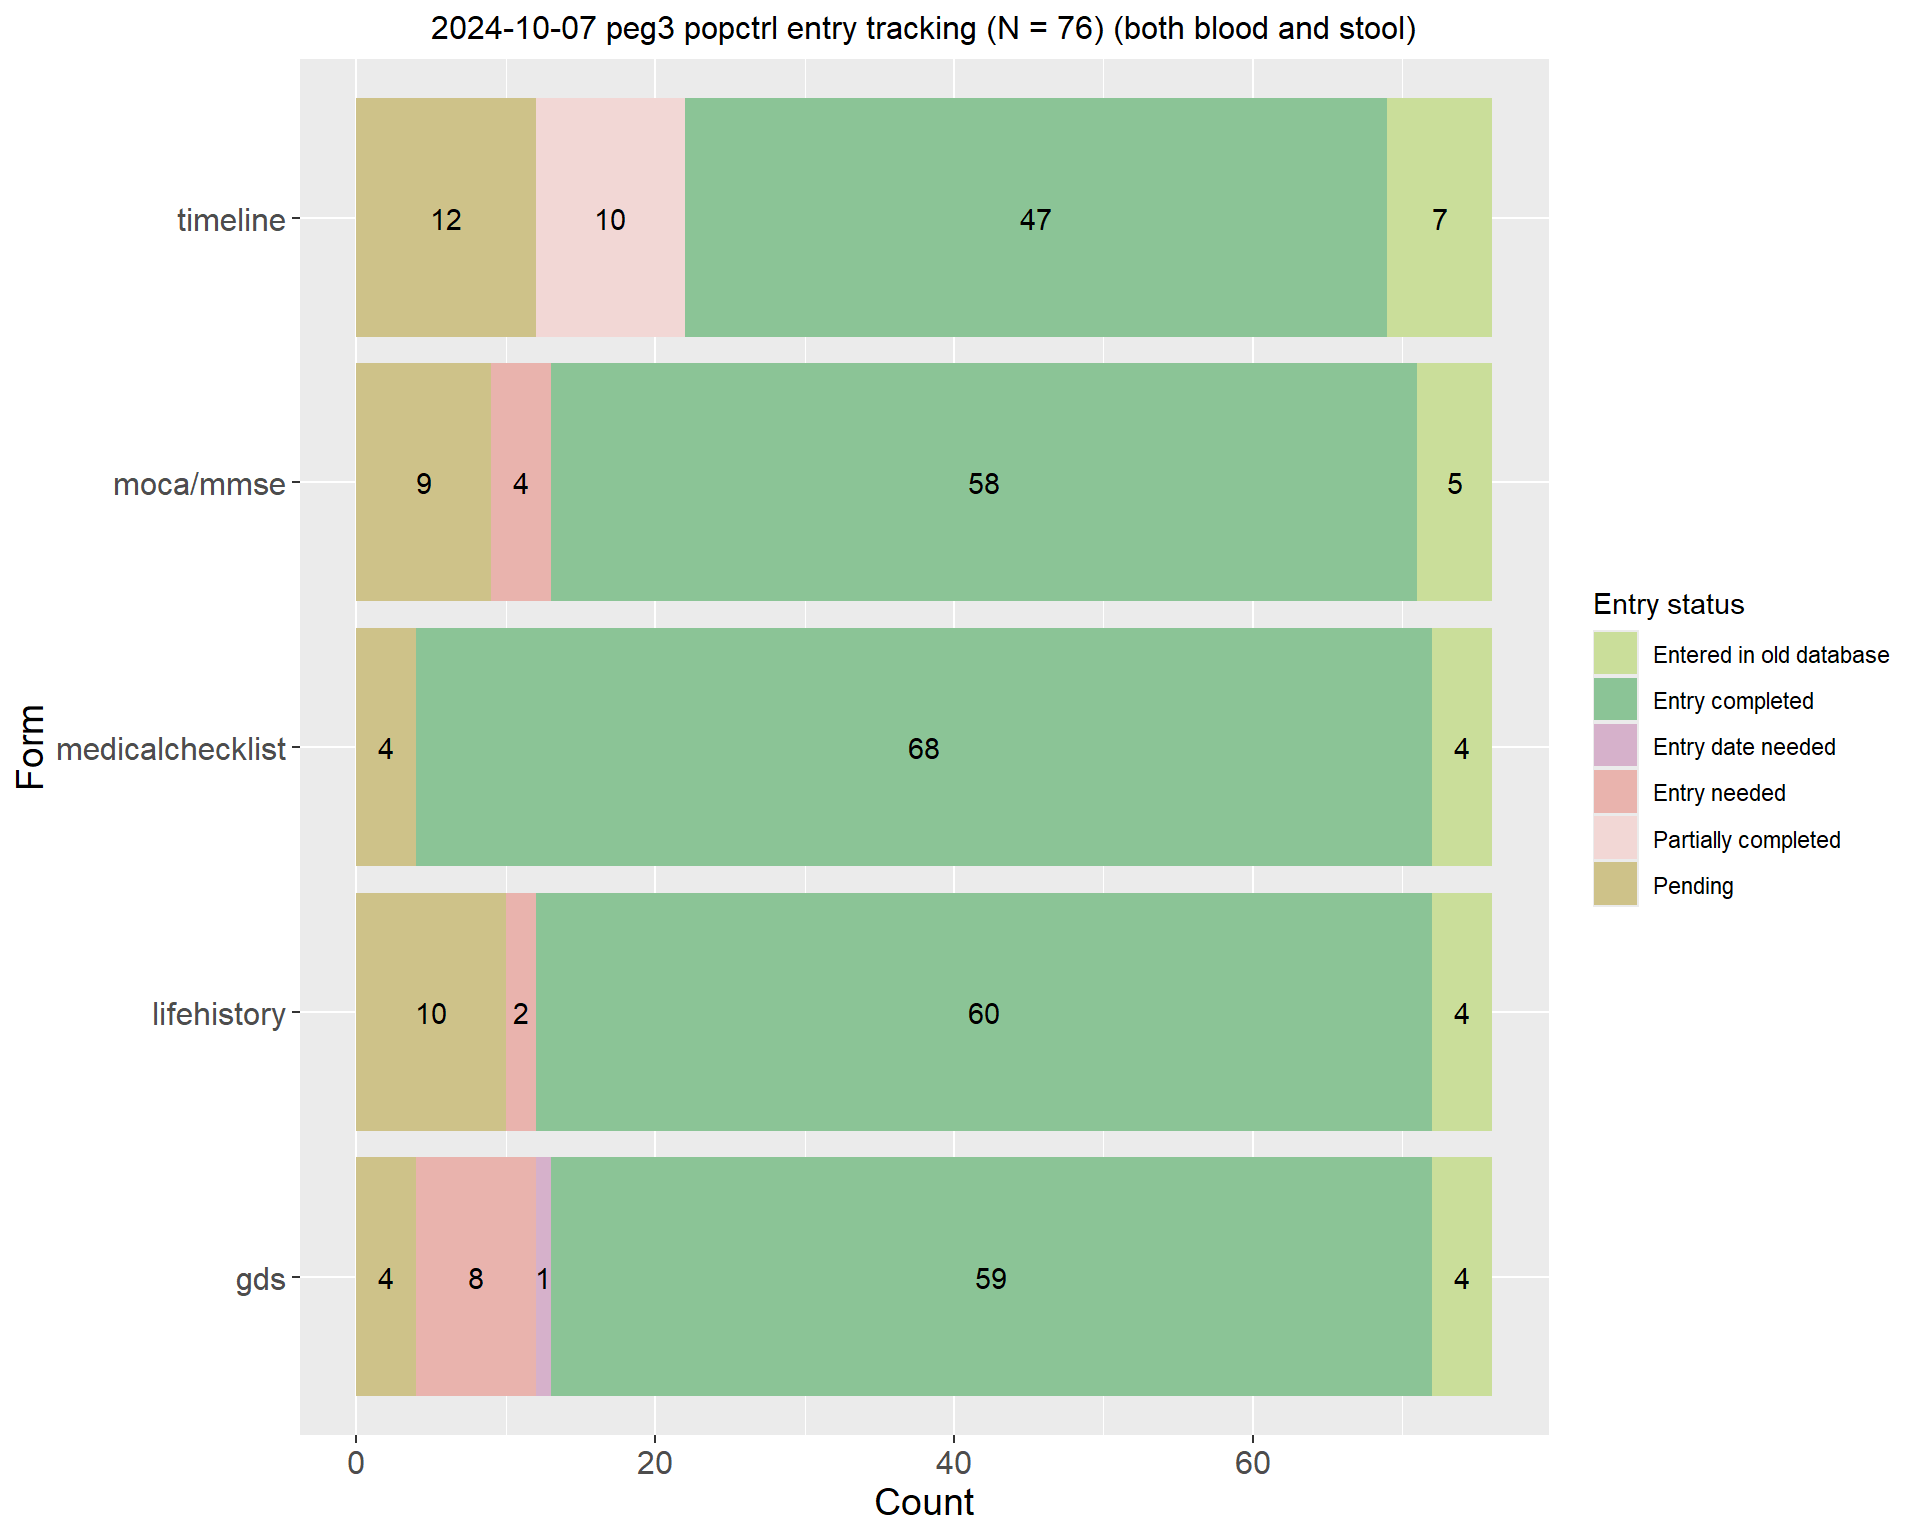 2024-10-07 peg3 popctrl entry tracking (N = 76) (both blood and stool)
timeline
12 10 47 7
moca/mmse
9 4 58 5
medicalchecklist
4 68 4
lifehistory
10 2 60 4
gds
4 8 1 59 4
Form
0 20 40 60
Count
Entry status
Entered in old database
Entry completed
Entry date needed
Entry needed
Partially completed
Pending